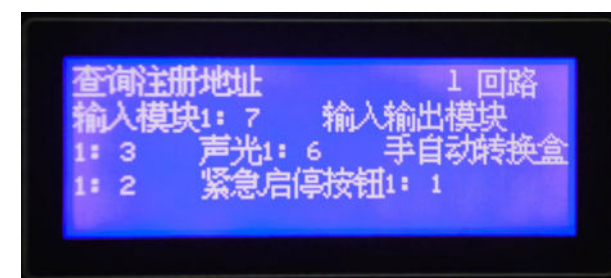 查询注册地址 1 回路
输入模块1: 7 输入输出模块
1: 3 声光1: 6 手自动转换盒
1: 2 紧急启停按钮1: 1